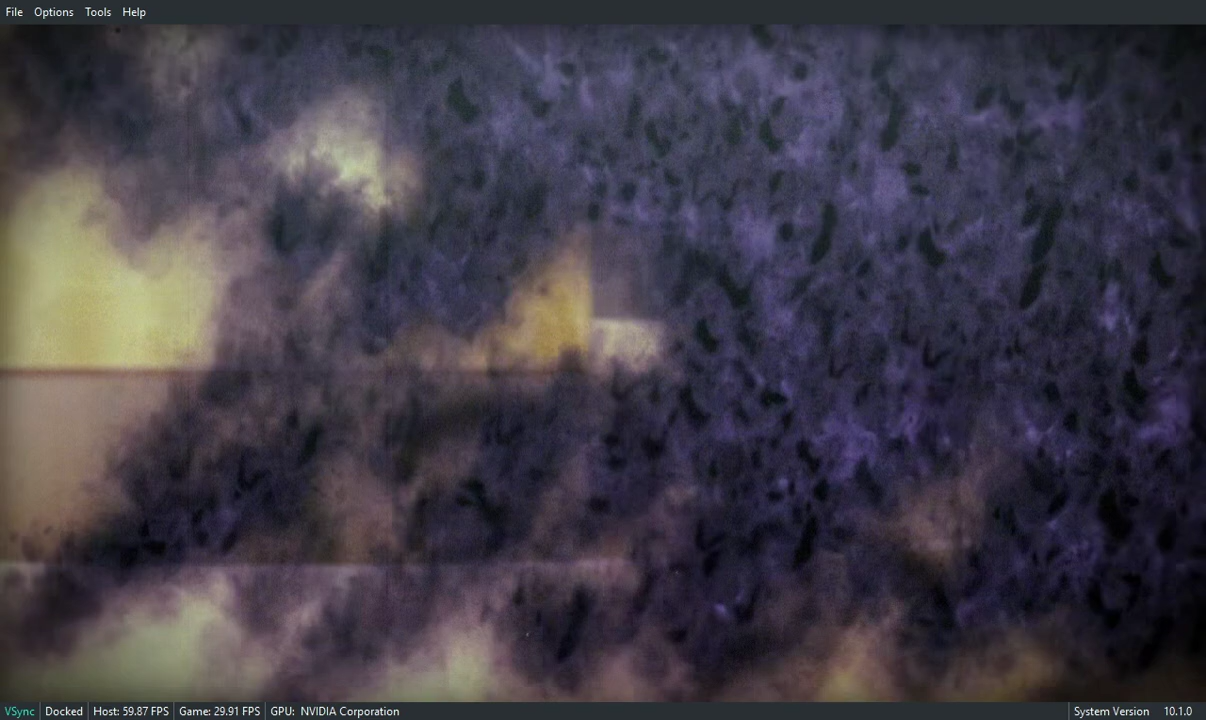 File Options Tools Help
VSync Docked Host: 59.87 FPS Game: 29.91 FPS GPU: NVIDIA Corporation System Version 10.1.0